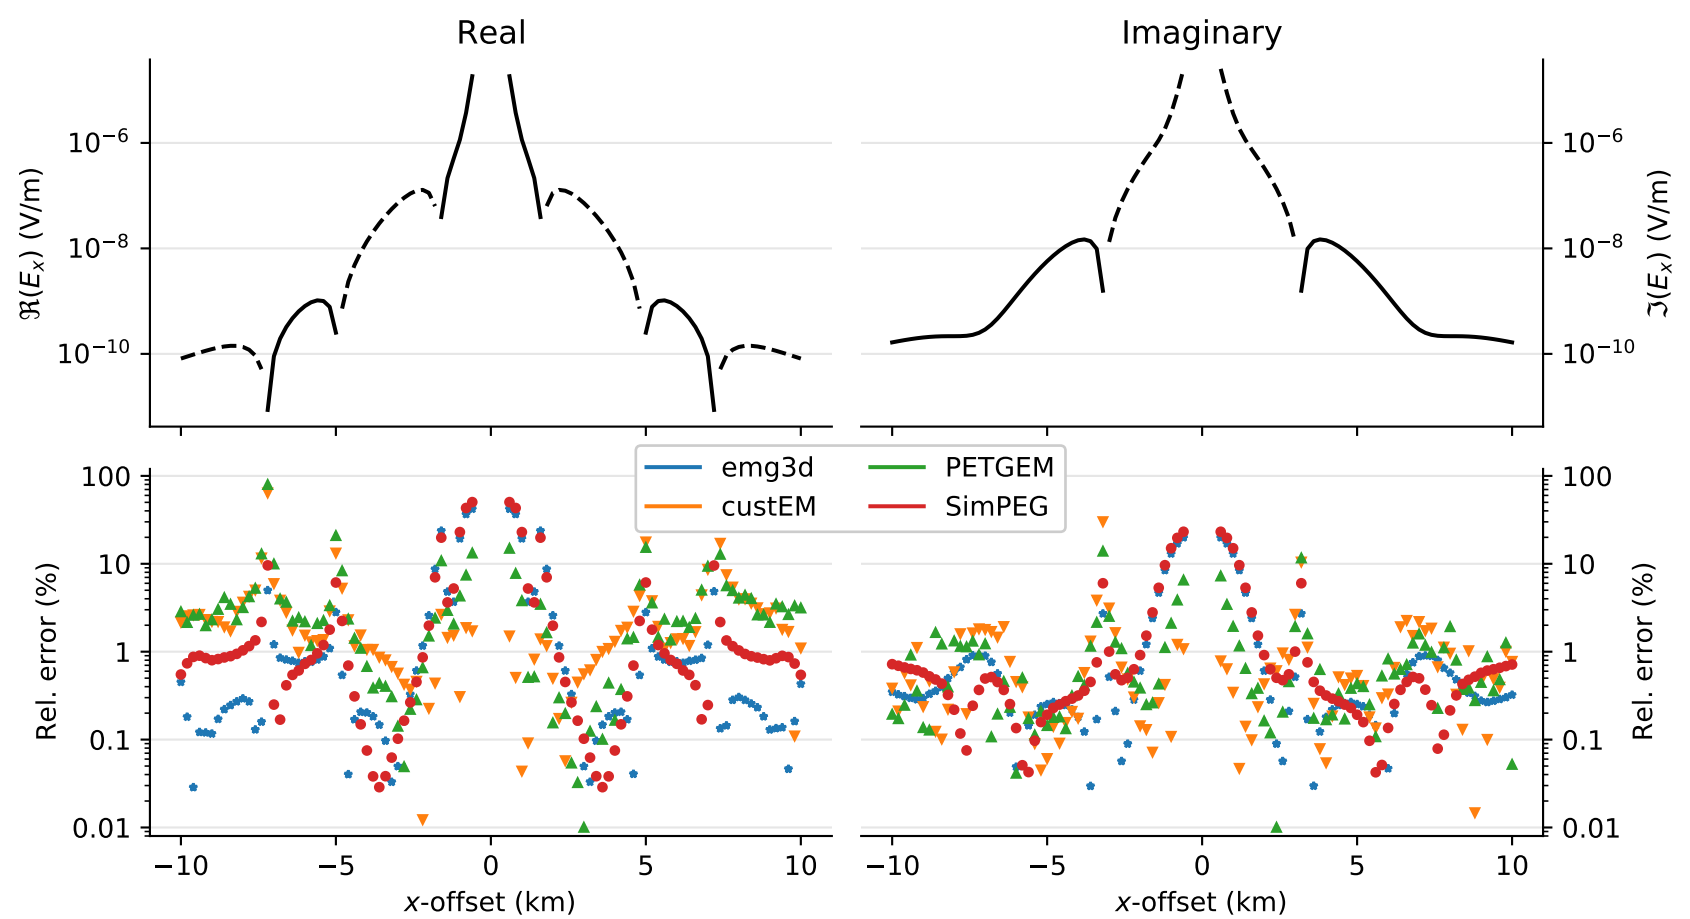 Real
Imaginary
10⁻⁶
10⁻⁸
10⁻¹⁰
ℜ(Eₓ) (V/m)
10⁻⁶
10⁻⁸
10⁻¹⁰
ℑ(Eₓ) (V/m)
emg3d
custEM
PETGEM
SimPEG
100
10
1
0.1
0.01
Rel. error (%)
100
10
1
0.1
0.01
Rel. error (%)
−10 −5 0 5 10
x-offset (km)
−10 −5 0 5 10
x-offset (km)